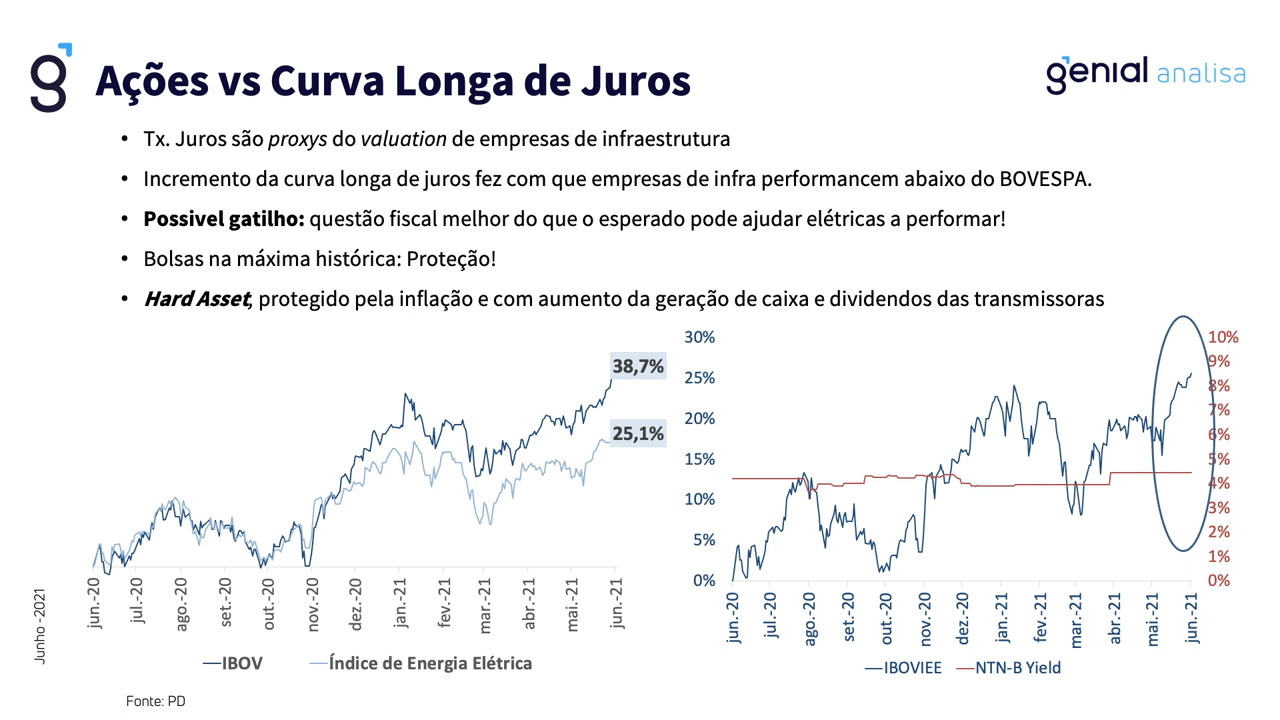 Ações vs Curva Longa de Juros
genial analisa
• Tx. Juros são proxys do valuation de empresas de infraestrutura
• Incremento da curva longa de juros fez com que empresas de infra performancem abaixo do BOVESPA.
• Possivel gatilho: questão fiscal melhor do que o esperado pode ajudar elétricas a performar!
• Bolsas na máxima histórica: Proteção!
• Hard Asset, protegido pela inflação e com aumento da geração de caixa e dividendos das transmissoras
38,7%
25,1%
jun.-20
jul.-20
ago.-20
set.-20
out.-20
nov.-20
dez.-20
jan.-21
fev.-21
mar.-21
abr.-21
mai.-21
jun.-21
IBOV
Índice de Energia Elétrica
30%
25%
20%
15%
10%
5%
0%
10%
9%
8%
7%
6%
5%
4%
3%
2%
1%
0%
jun.-20
jul.-20
ago.-20
set.-20
out.-20
nov.-20
dez.-20
jan.-21
fev.-21
mar.-21
abr.-21
mai.-21
jun.-21
IBOVIEE
NTN-B Yield
Junho -2021
Fonte: PD